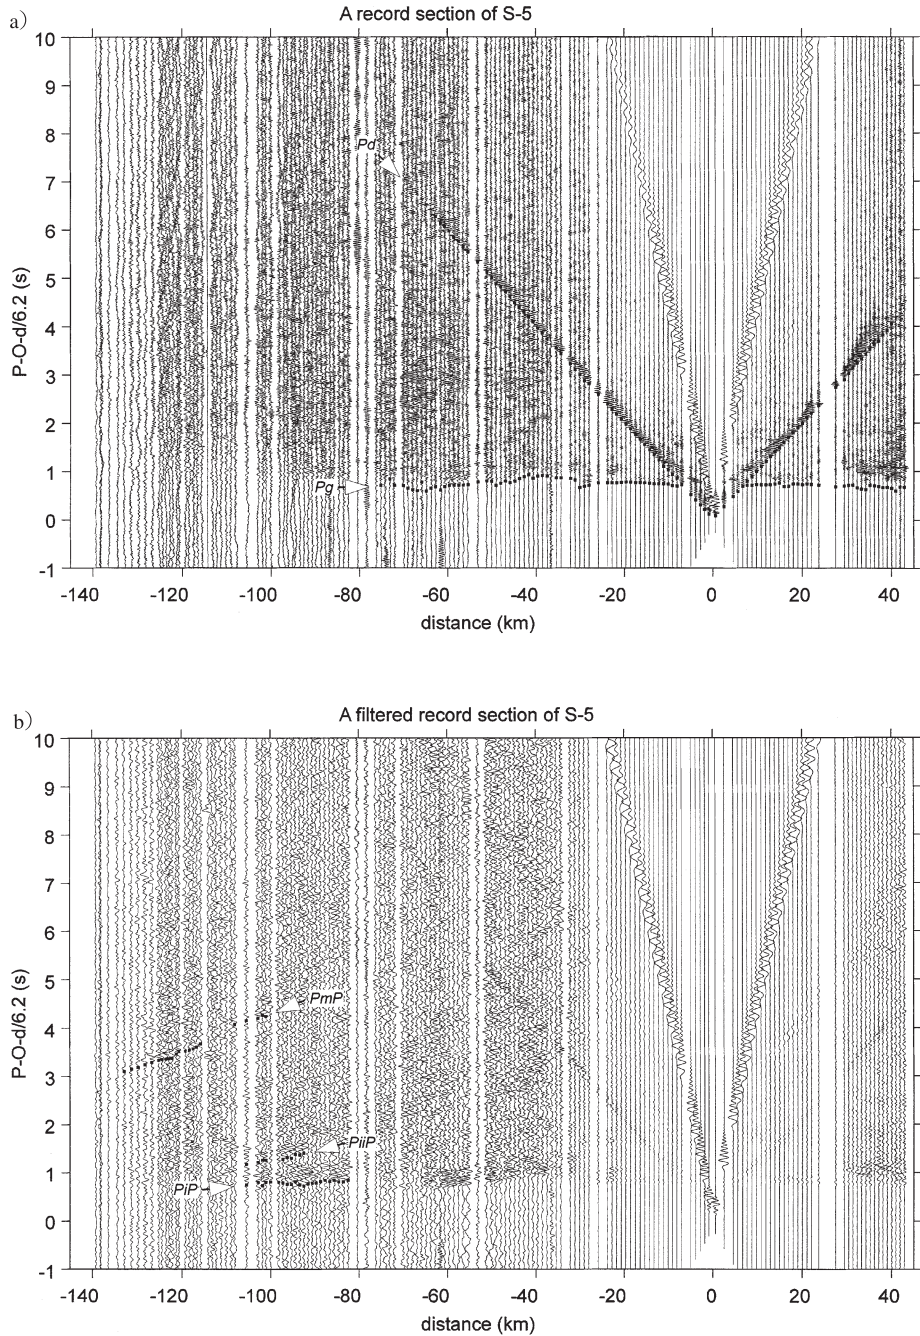 a)
A record section of S-5
10
9
8
7
6
5
4
3
2
1
0
-1
P-O-d/6.2 (s)
Pd
Pg
-140 -120 -100 -80 -60 -40 -20 0 20 40
distance (km)
b)
A filtered record section of S-5
10
9
8
7
6
5
4
3
2
1
0
-1
P-O-d/6.2 (s)
PmP
PiiP
PiP
-140 -120 -100 -80 -60 -40 -20 0 20 40
distance (km)